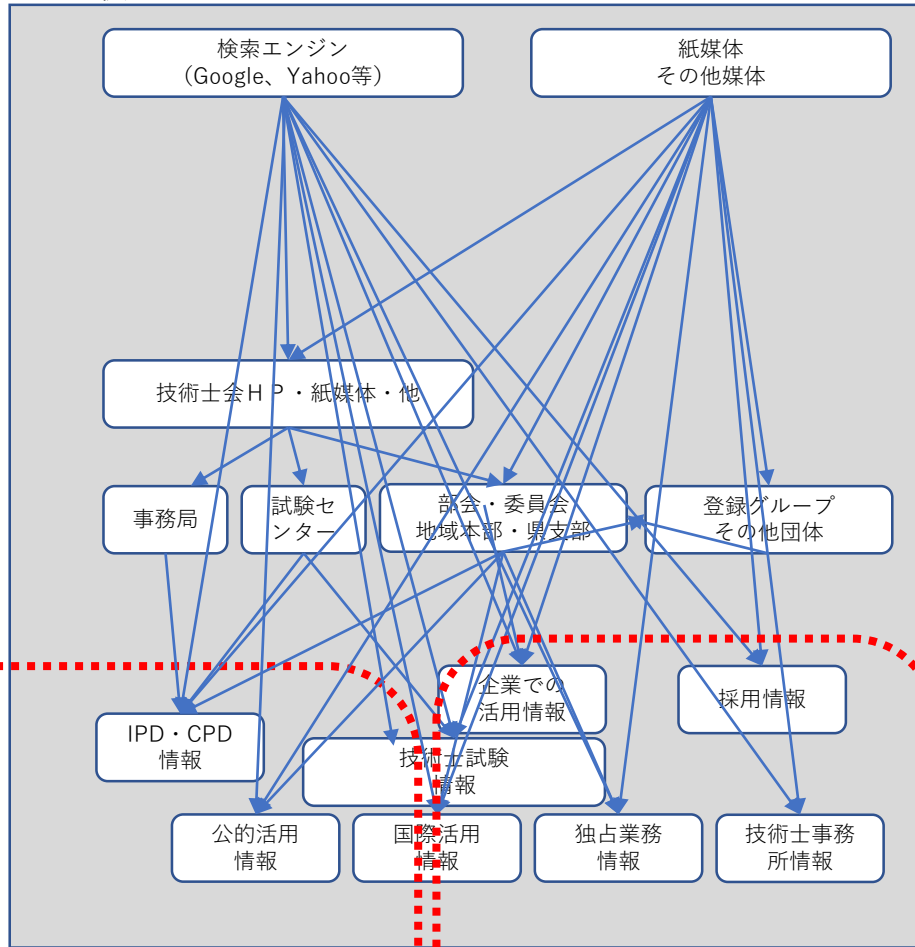 検索エンジン
（Google、Yahoo等）
紙媒体
その他媒体
技術士会ＨＰ・紙媒体・他
事務局
試験セ
ンター
部会・委員会
地域本部・県支部
登録グループ
その他団体
企業での
活用情報
採用情報
IPD・CPD
情報
技術士試験
情報
公的活用
情報
国際活用
情報
独占業務
情報
技術士事務
所情報